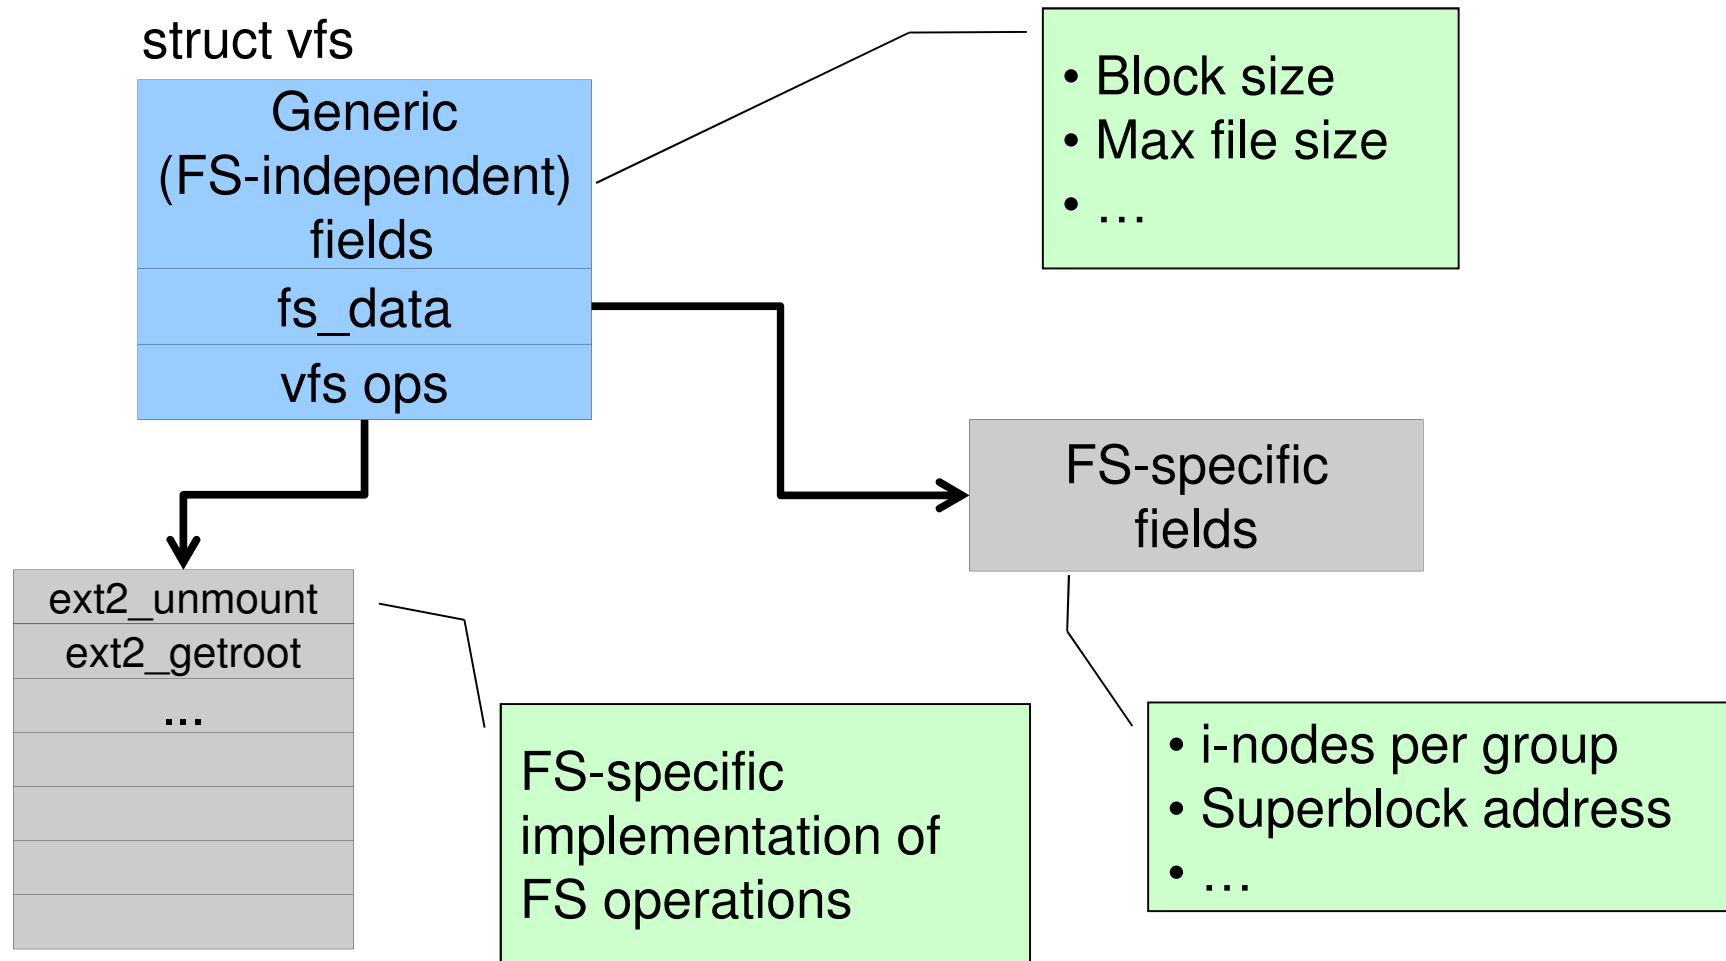 struct vfs
Generic
(FS-independent)
fields
fs_data
vfs ops
• Block size
• Max file size
• …
FS-specific
fields
ext2_unmount
ext2_getroot
...
FS-specific
implementation of
FS operations
• i-nodes per group
• Superblock address
• …